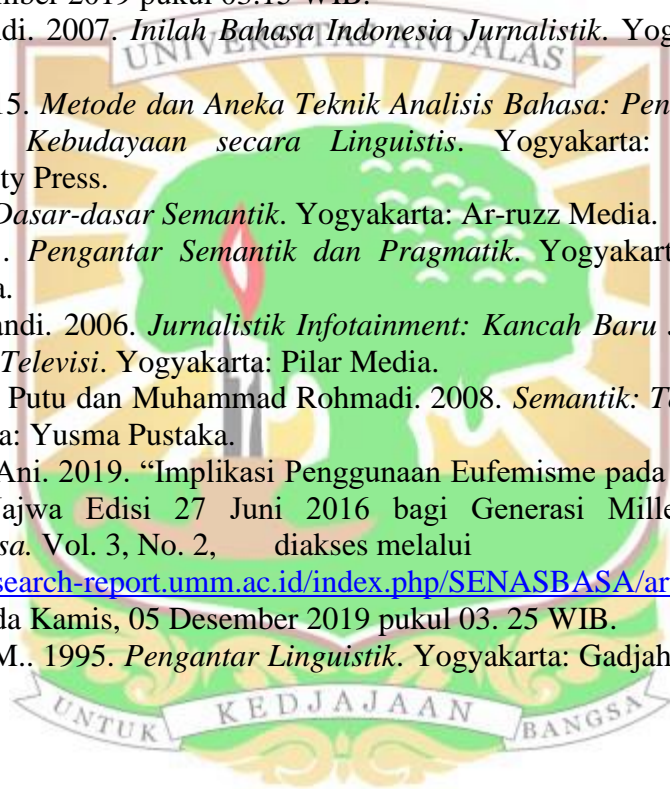 mber 2019 pukul 03.15 WIB.
di. 2007. Inilah Bahasa Indonesia Jurnalistik. Yog
UNIVERSITAS ANDALAS
15. Metode dan Aneka Teknik Analisis Bahasa: Pen
Kebudayaan secara Linguistis. Yogyakarta:
ty Press.
Dasar-dasar Semantik. Yogyakarta: Ar-ruzz Media.
. Pengantar Semantik dan Pragmatik. Yogyakart
a.
andi. 2006. Jurnalistik Infotainment: Kancah Baru
Televisi. Yogyakarta: Pilar Media.
Putu dan Muhammad Rohmadi. 2008. Semantik: Te
a: Yusma Pustaka.
Ani. 2019. “Implikasi Penggunaan Eufemisme pada
Najwa Edisi 27 Juni 2016 bagi Generasi Mille
sa. Vol. 3, No. 2, diakses melalui
search-report.umm.ac.id/index.php/SENASBASA/ar
da Kamis, 05 Desember 2019 pukul 03. 25 WIB.
M.. 1995. Pengantar Linguistik. Yogyakarta: Gadjah
UNTUK KEDJAJAAN BANGSA